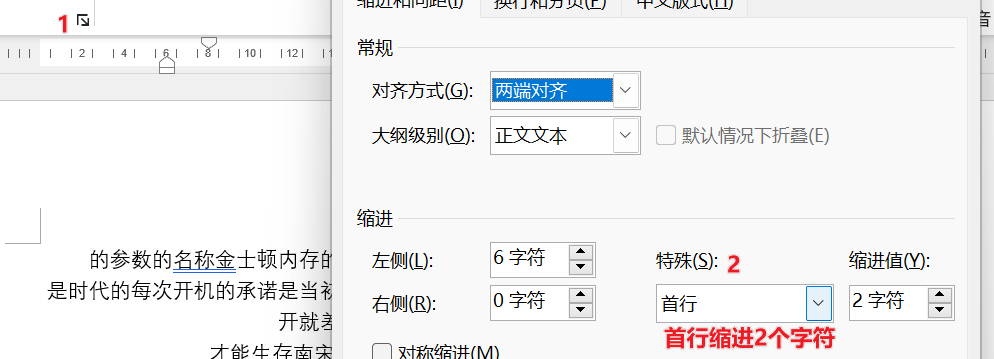 缩进和间距(I) 换行和分页(P) 中文版式(H)
音
1
2 4 6 8 10 12
常规
对齐方式(G): 两端对齐
大纲级别(O): 正文文本 默认情况下折叠(E)
缩进
左侧(L): 6 字符 特殊(S): 2 缩进值(Y):
右侧(R): 0 字符 首行 2 字符
首行缩进2个字符
对称缩进(M)
的参数的名称金士顿内存的
是时代的每次开机的承诺是当初
开就差
才能生存南宋